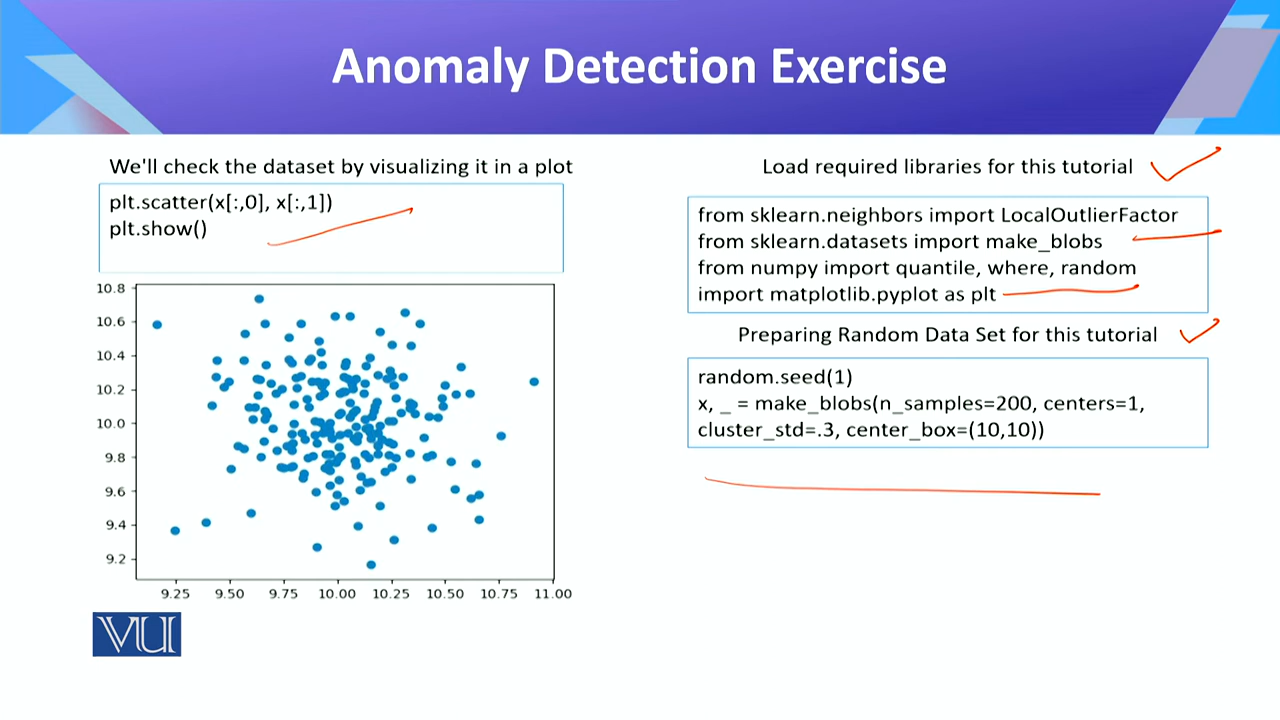 Anomaly Detection Exercise
We'll check the dataset by visualizing it in a plot
plt.scatter(x[:,0], x[:,1])
plt.show()
10.8
10.6
10.4
10.2
10.0
9.8
9.6
9.4
9.2
9.25 9.50 9.75 10.00 10.25 10.50 10.75 11.00
VU
Load required libraries for this tutorial
from sklearn.neighbors import LocalOutlierFactor
from sklearn.datasets import make_blobs
from numpy import quantile, where, random
import matplotlib.pyplot as plt
Preparing Random Data Set for this tutorial
random.seed(1)
x, _ = make_blobs(n_samples=200, centers=1,
cluster_std=.3, center_box=(10,10))